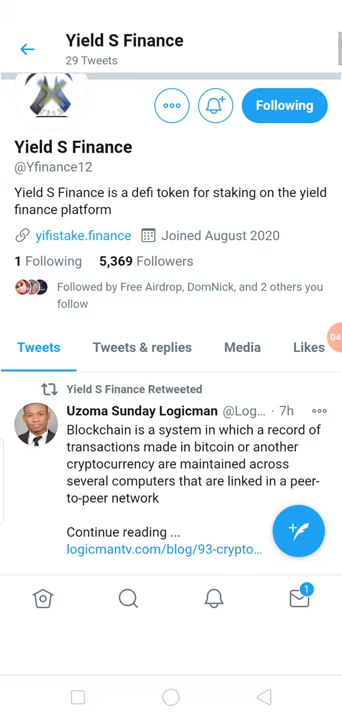 Yield S Finance
29 Tweets
Following
Yield S Finance
@Yfinance12
Yield S Finance is a defi token for staking on the yield
finance platform
yifistake.finance Joined August 2020
1 Following 5,369 Followers
Followed by Free Airdrop, DomNick, and 2 others you
follow
Tweets Tweets & replies Media Likes
04
Yield S Finance Retweeted
Uzoma Sunday Logicman @Log... · 7h
Blockchain is a system in which a record of
transactions made in bitcoin or another
cryptocurrency are maintained across
several computers that are linked in a peer-
to-peer network
Continue reading ...
logicmantv.com/blog/93-crypto...
1